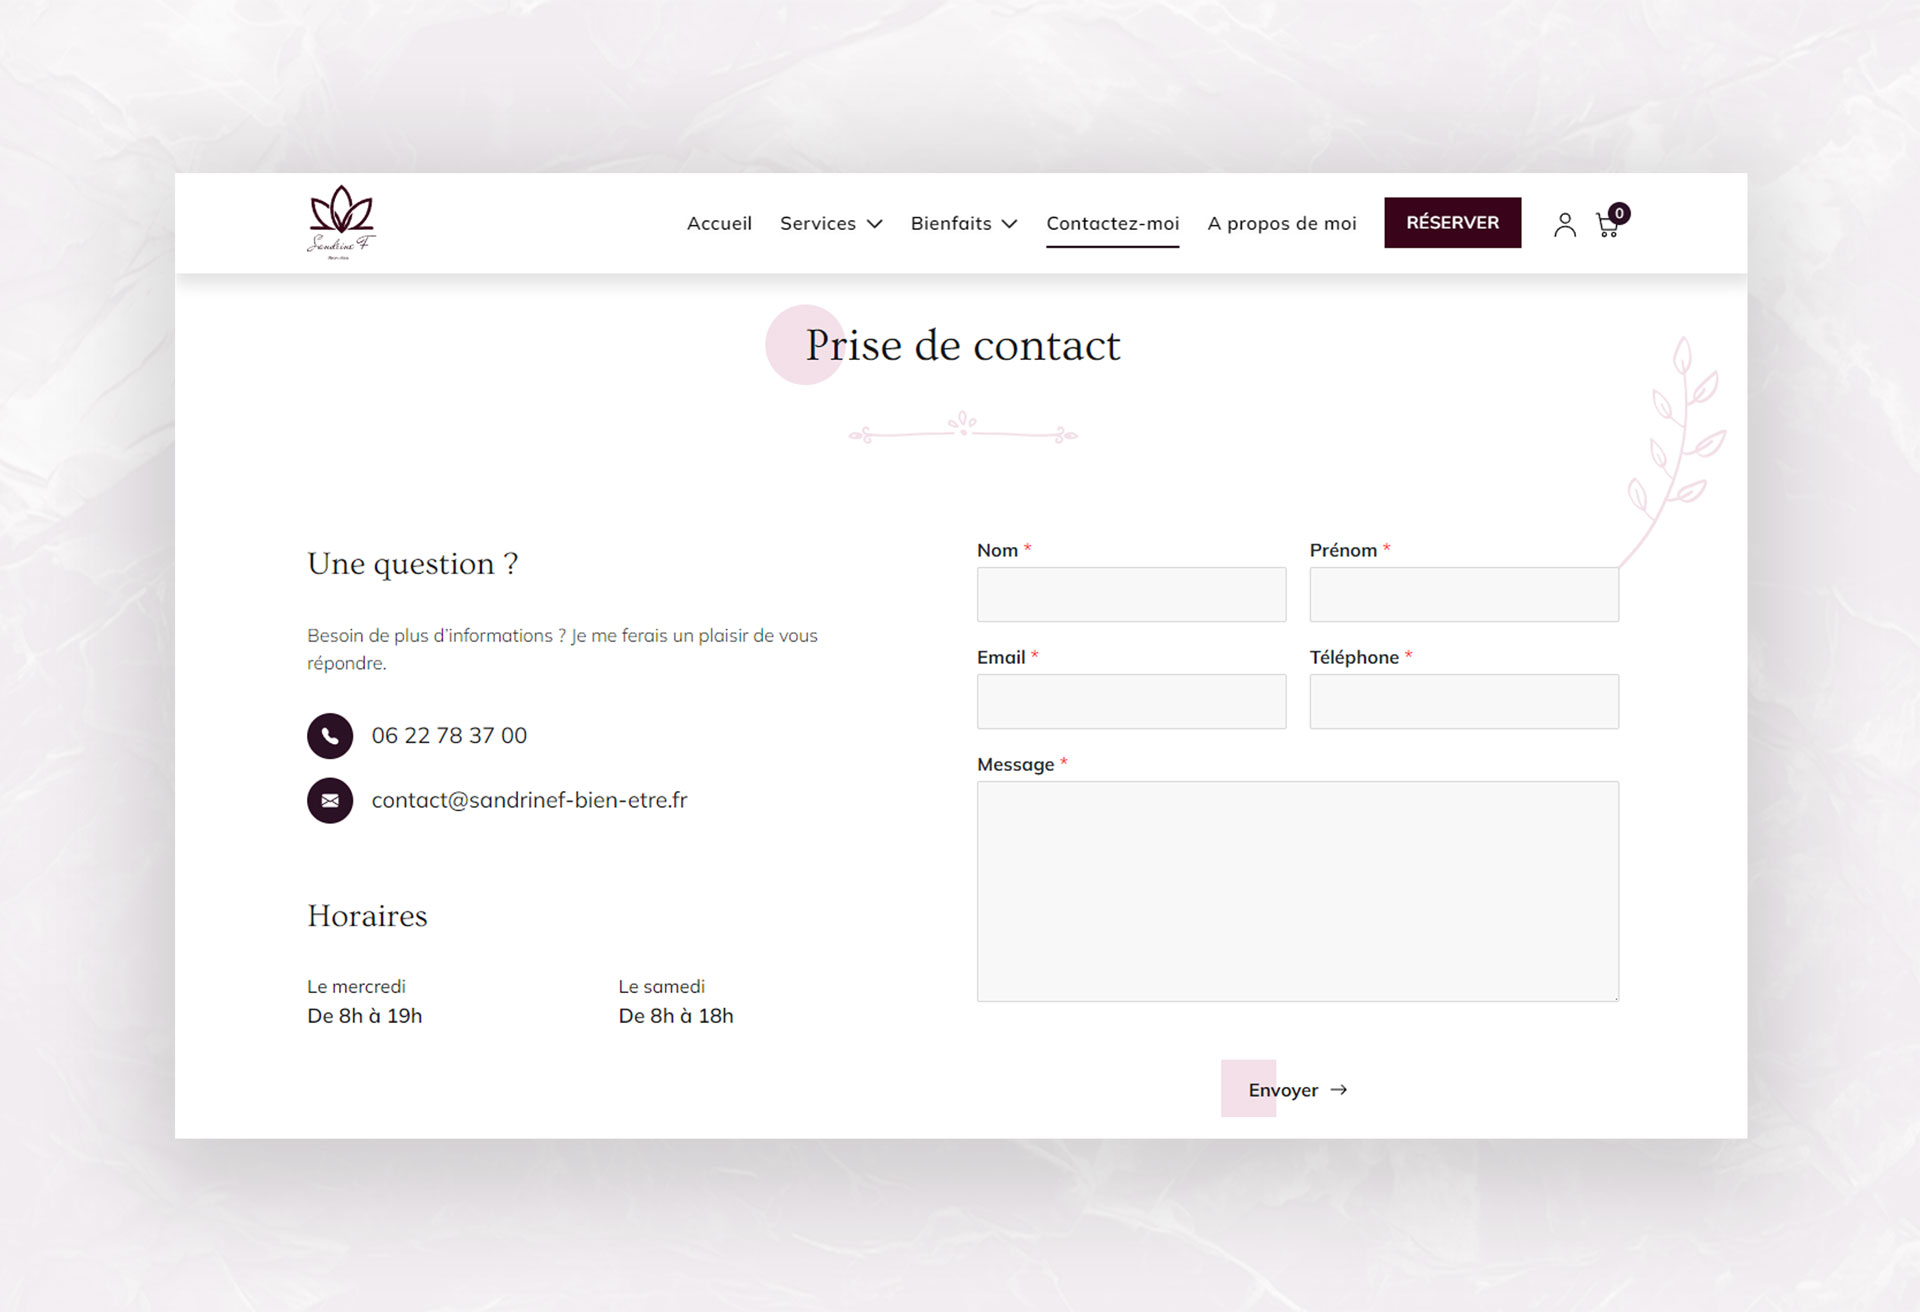 Sandrine F
Accueil Services Bienfaits Contactez-moi A propos de moi RÉSERVER 0
Prise de contact
Une question ?
Besoin de plus d'informations ? Je me ferais un plaisir de vous
répondre.
06 22 78 37 00
contact@sandrinef-bien-etre.fr
Horaires
Le mercredi
De 8h à 19h
Le samedi
De 8h à 18h
Nom *
Prénom *
Email *
Téléphone *
Message *
Envoyer